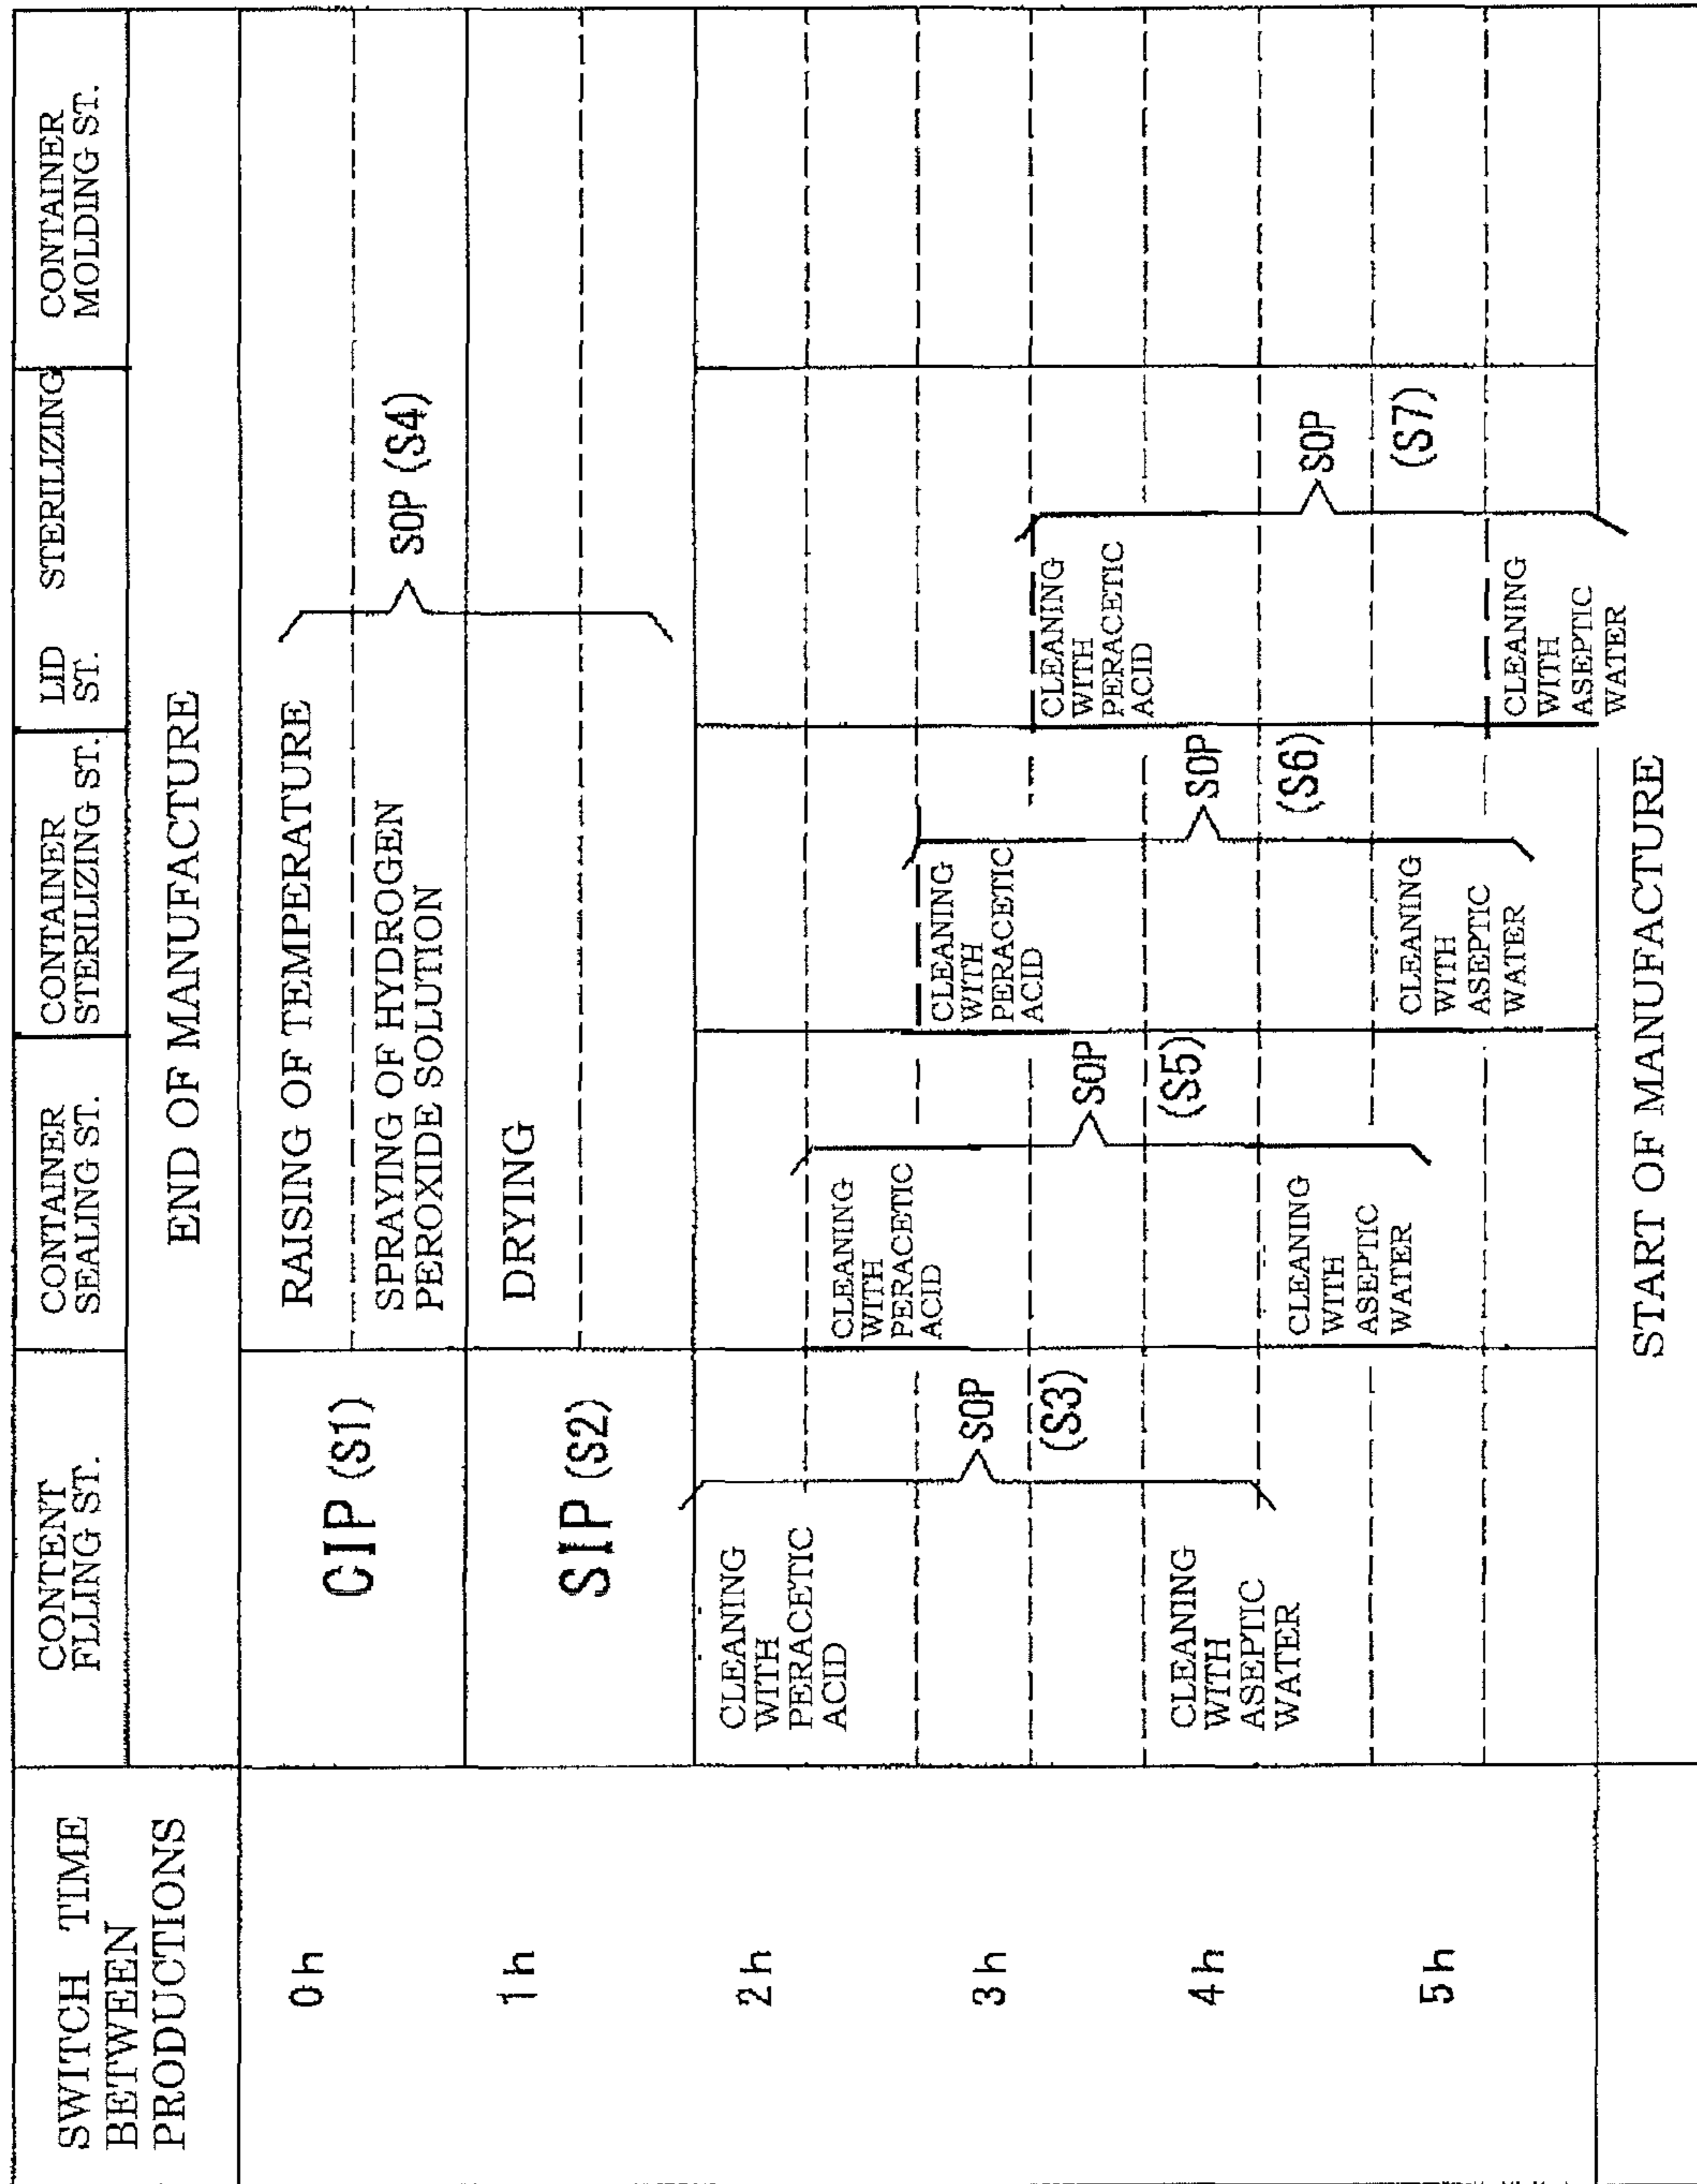 SWITCH TIME
BETWEEN
PRODUCTIONS
CONTENT
FLLING ST.
CONTAINER
SEALING ST.
CONTAINER
STERILIZING ST.
LID STERILIZING
ST.
CONTAINER
MOLDING ST.
END OF MANUFACTURE
0h
CIP (S1)
RAISING OF TEMPERATURE
SPRAYING OF HYDROGEN
PEROXIDE SOLUTION
SOP (S4)
1h
SIP (S2)
DRYING
2h
CLEANING
WITH
PERACETIC
ACID
SOP
(S3)
CLEANING
WITH
PERACETIC
ACID
SOP
(S5)
3h
CLEANING
WITH
PERACETIC
ACID
SOP
(S6)
CLEANING
WITH
PERACETIC
ACID
SOP
(S7)
4h
CLEANING
WITH
ASEPTIC
WATER
CLEANING
WITH
ASEPTIC
WATER
5h
CLEANING
WITH
ASEPTIC
WATER
CLEANING
WITH
ASEPTIC
WATER
START OF MANUFACTURE